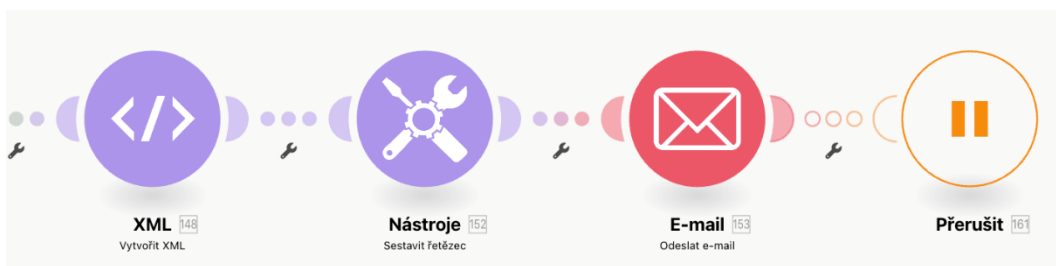 XML 148
Vytvořit XML
Nástroje 152
Sestavit řetězec
E-mail 153
Odeslat e-mail
Přerušit 161